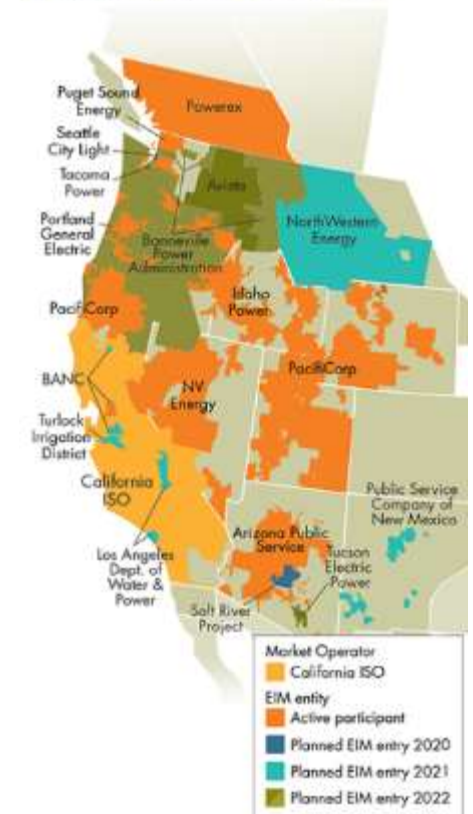 Puget Sound
Energy
Powerex
Seattle
City Light
Tacoma
Power
Avista
Portland
General
Electric
Bonneville
Power
Administration
NorthWestern
Energy
PacifiCorp
Idaho
Power
PacifiCorp
BANC
NV
Energy
Turlock
Irrigation
District
California
ISO
Public Service
Company of
New Mexico
Los Angeles
Dept. of
Water &
Power
Arizona Public
Service
Tucson
Electric
Power
Salt River
Project
Market Operator
California ISO
EIM entity
Active participant
Planned EIM entry 2020
Planned EIM entry 2021
Planned EIM entry 2022